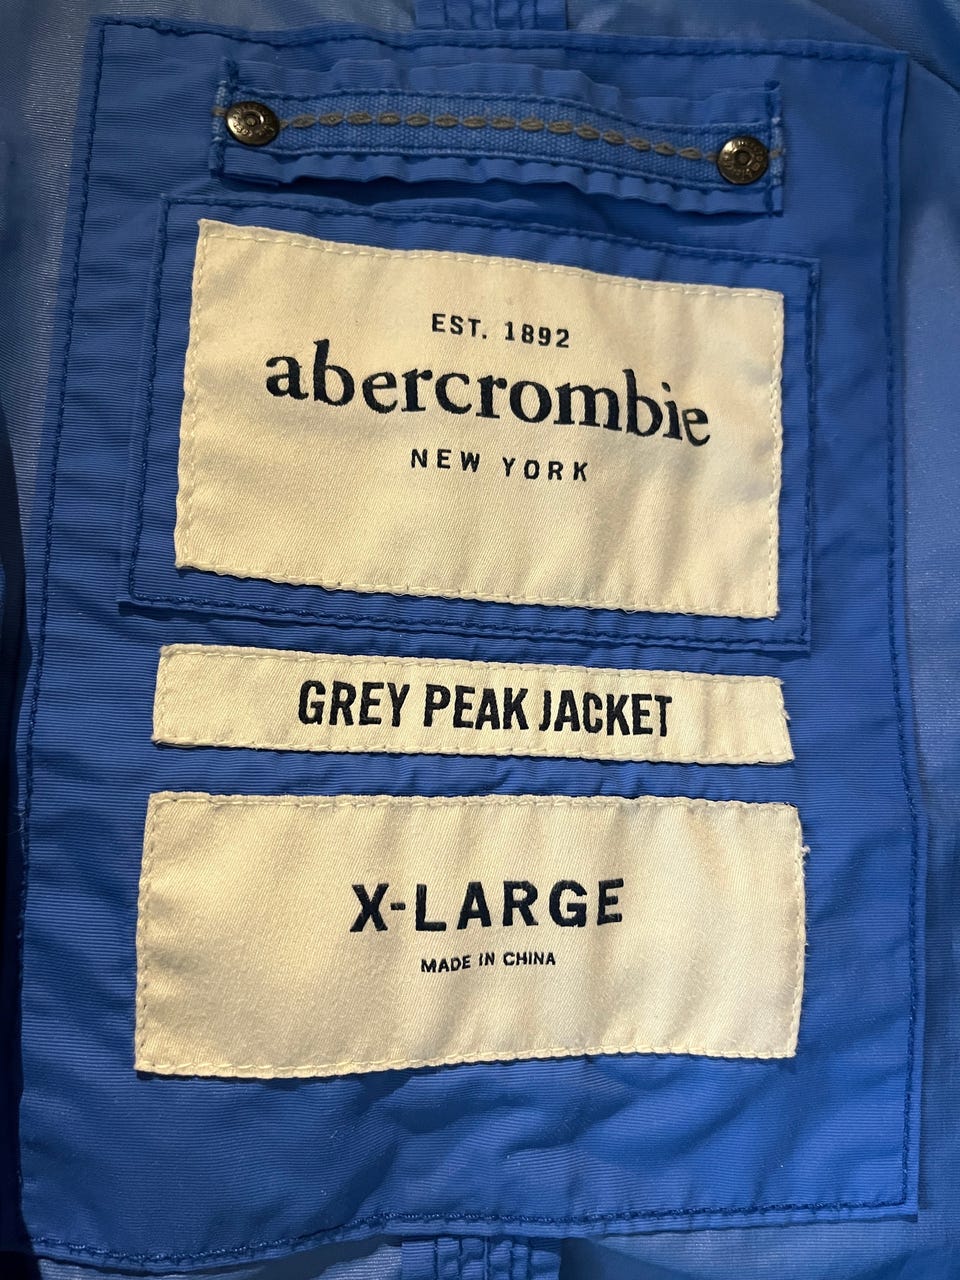 EST. 1892
abercrombie
NEW YORK
GREY PEAK JACKET
X-LARGE
MADE IN CHINA